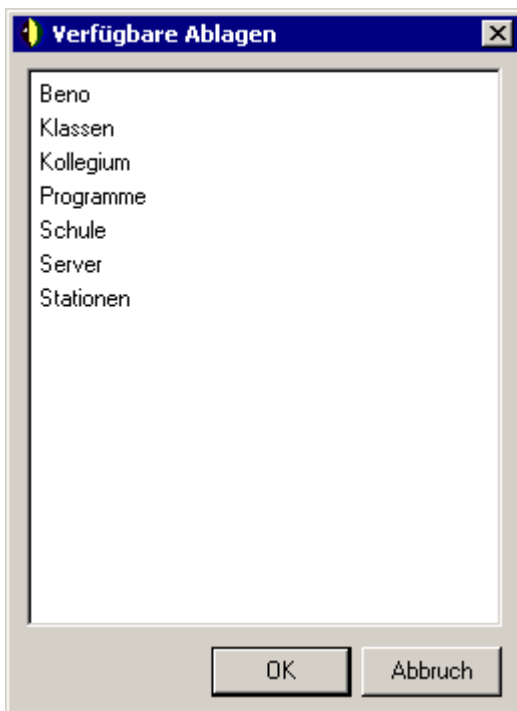 Verfügbare Ablagen
Beno
Klassen
Kollegium
Programme
Schule
Server
Stationen
OK
Abbruch